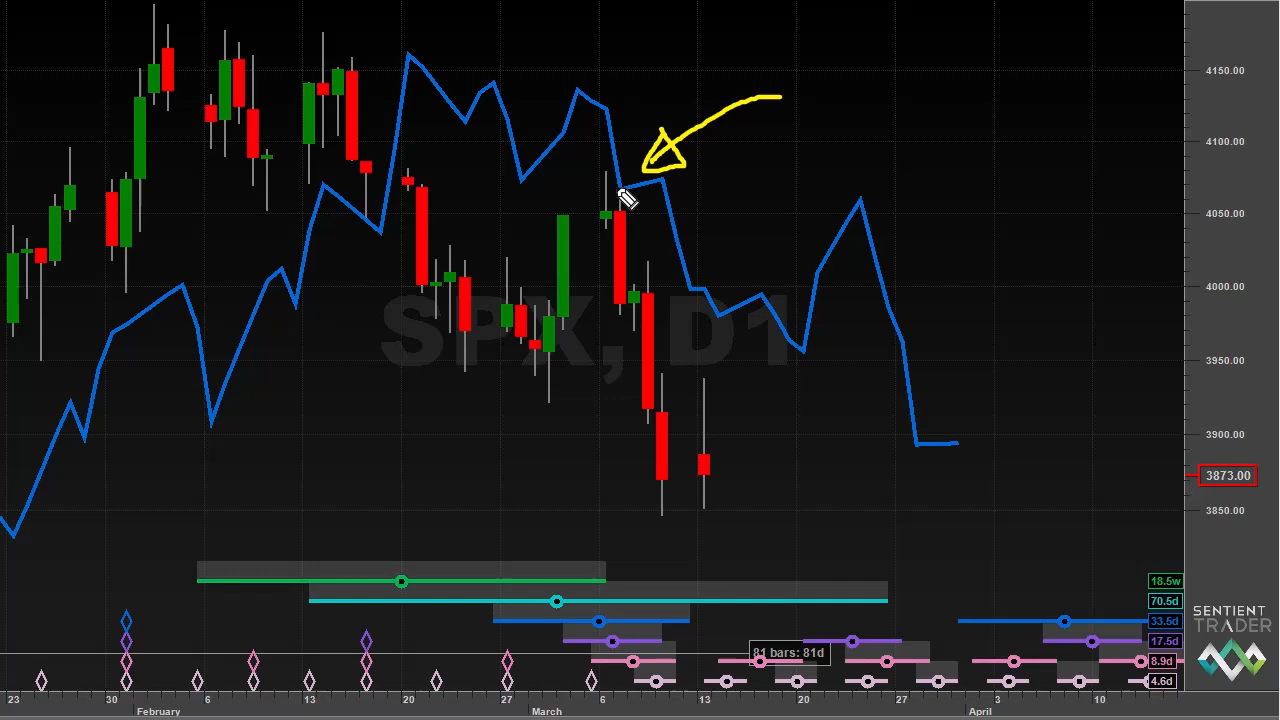 4150.00
4100.00
4050.00
4000.00
3950.00
3900.00
3873.00
3850.00
SPX, D1
18.5w
70.5d
33.5d
17.5d
81 bars: 81d
8.9d
4.6d
SENTIENT
TRADER
23 30 6 13 20 27 6 13 20 27 3 10
February March April